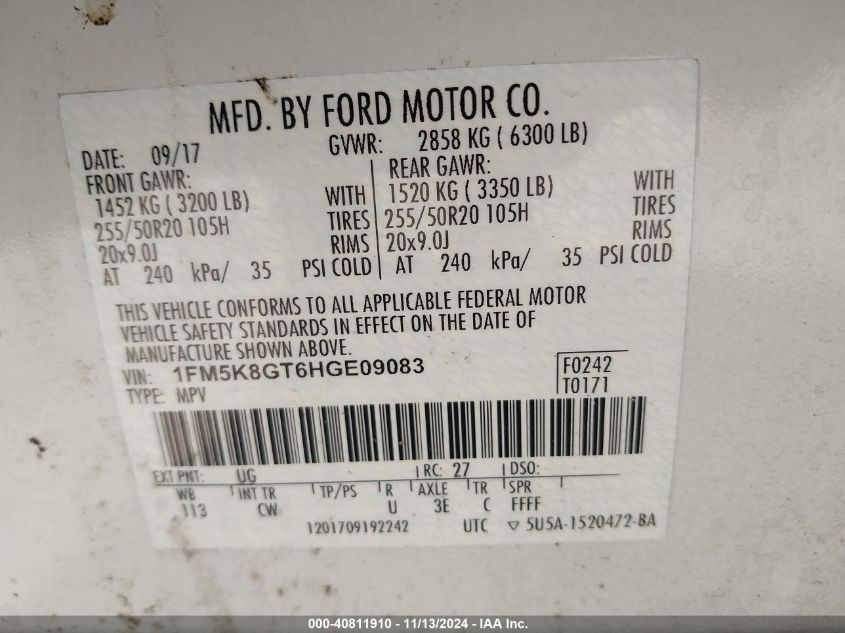 MFD. BY FORD MOTOR CO.
DATE: 09/17 GVWR: 2858 KG ( 6300 LB)
FRONT GAWR: REAR GAWR:
1452 KG ( 3200 LB) WITH 1520 KG ( 3350 LB) WITH
255/50R20 105H TIRES 255/50R20 105H TIRES
20x9.0J RIMS 20x9.0J RIMS
AT 240 kPa/ 35 PSI COLD AT 240 kPa/ 35 PSI COLD
THIS VEHICLE CONFORMS TO ALL APPLICABLE FEDERAL MOTOR
VEHICLE SAFETY STANDARDS IN EFFECT ON THE DATE OF
MANUFACTURE SHOWN ABOVE.
VIN: 1FM5K8GT6HGE09083 F0242
TYPE: MPV T0171
EXT PNT: UG RC: 27 DSO:
WB INT TR TP/PS R AXLE TR SPR
113 CW U 3E C FFFF
1201709192242 UTC ▽ 5U5A-1520472-BA
000-40811910 - 11/13/2024 - IAA Inc.